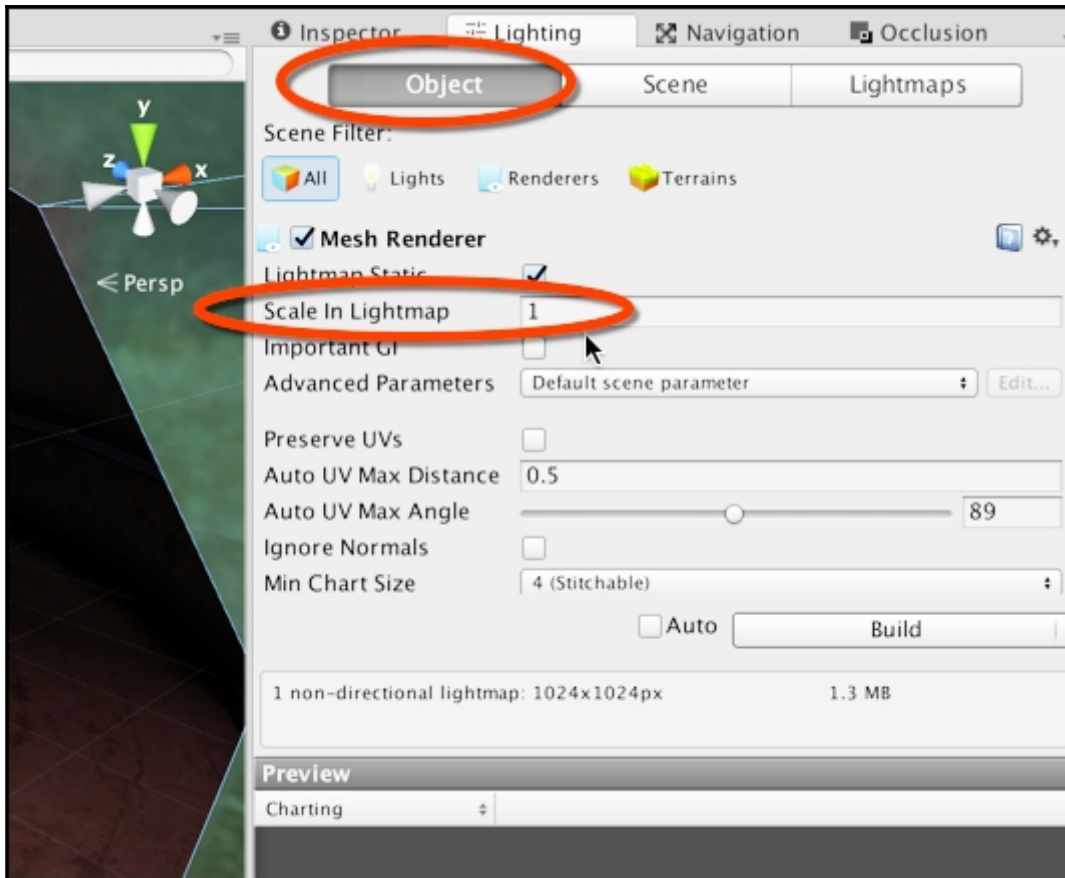 Inspector Lighting Navigation Occlusion
Object Scene Lightmaps
y
z x
Scene Filter:
All Lights Renderers Terrains
Mesh Renderer
Persp
Lightmap Static
Scale In Lightmap 1
Important GI
Advanced Parameters Default scene parameter Edit...
Preserve UVs
Auto UV Max Distance 0.5
Auto UV Max Angle 89
Ignore Normals
Min Chart Size 4 (Stitchable)
Auto Build
1 non-directional lightmap: 1024x1024px 1.3 MB
Preview
Charting